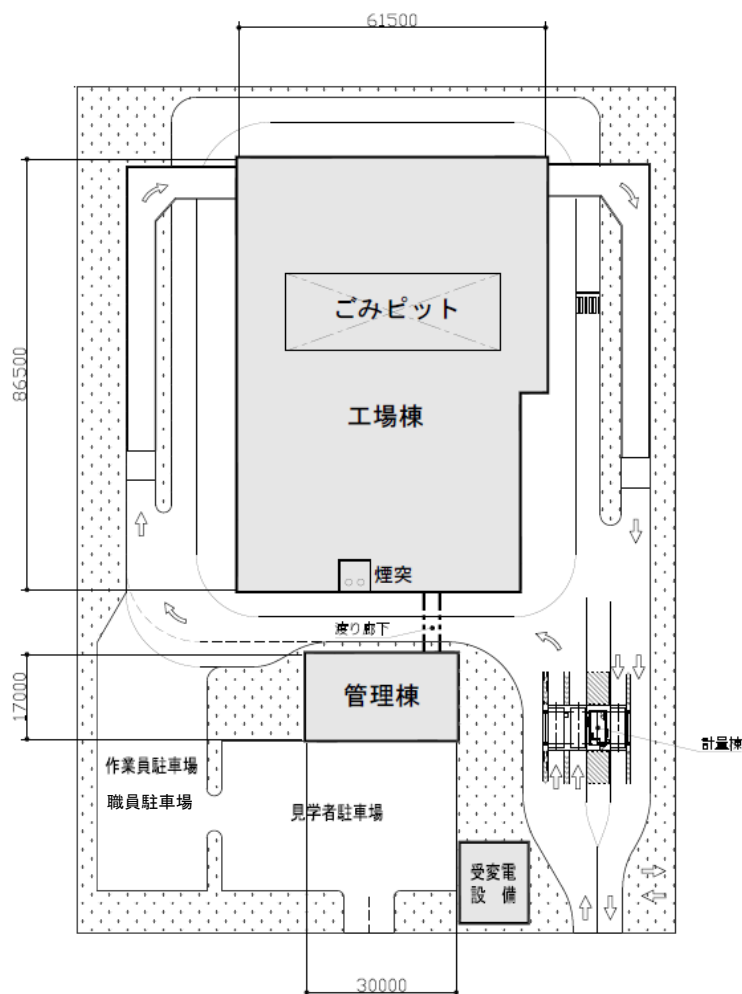 61500
86500
ごみピット
工場棟
煙突
渡り廊下
17000
管理棟
計量棟
作業員駐車場
職員駐車場
見学者駐車場
受変電
設 備
30000